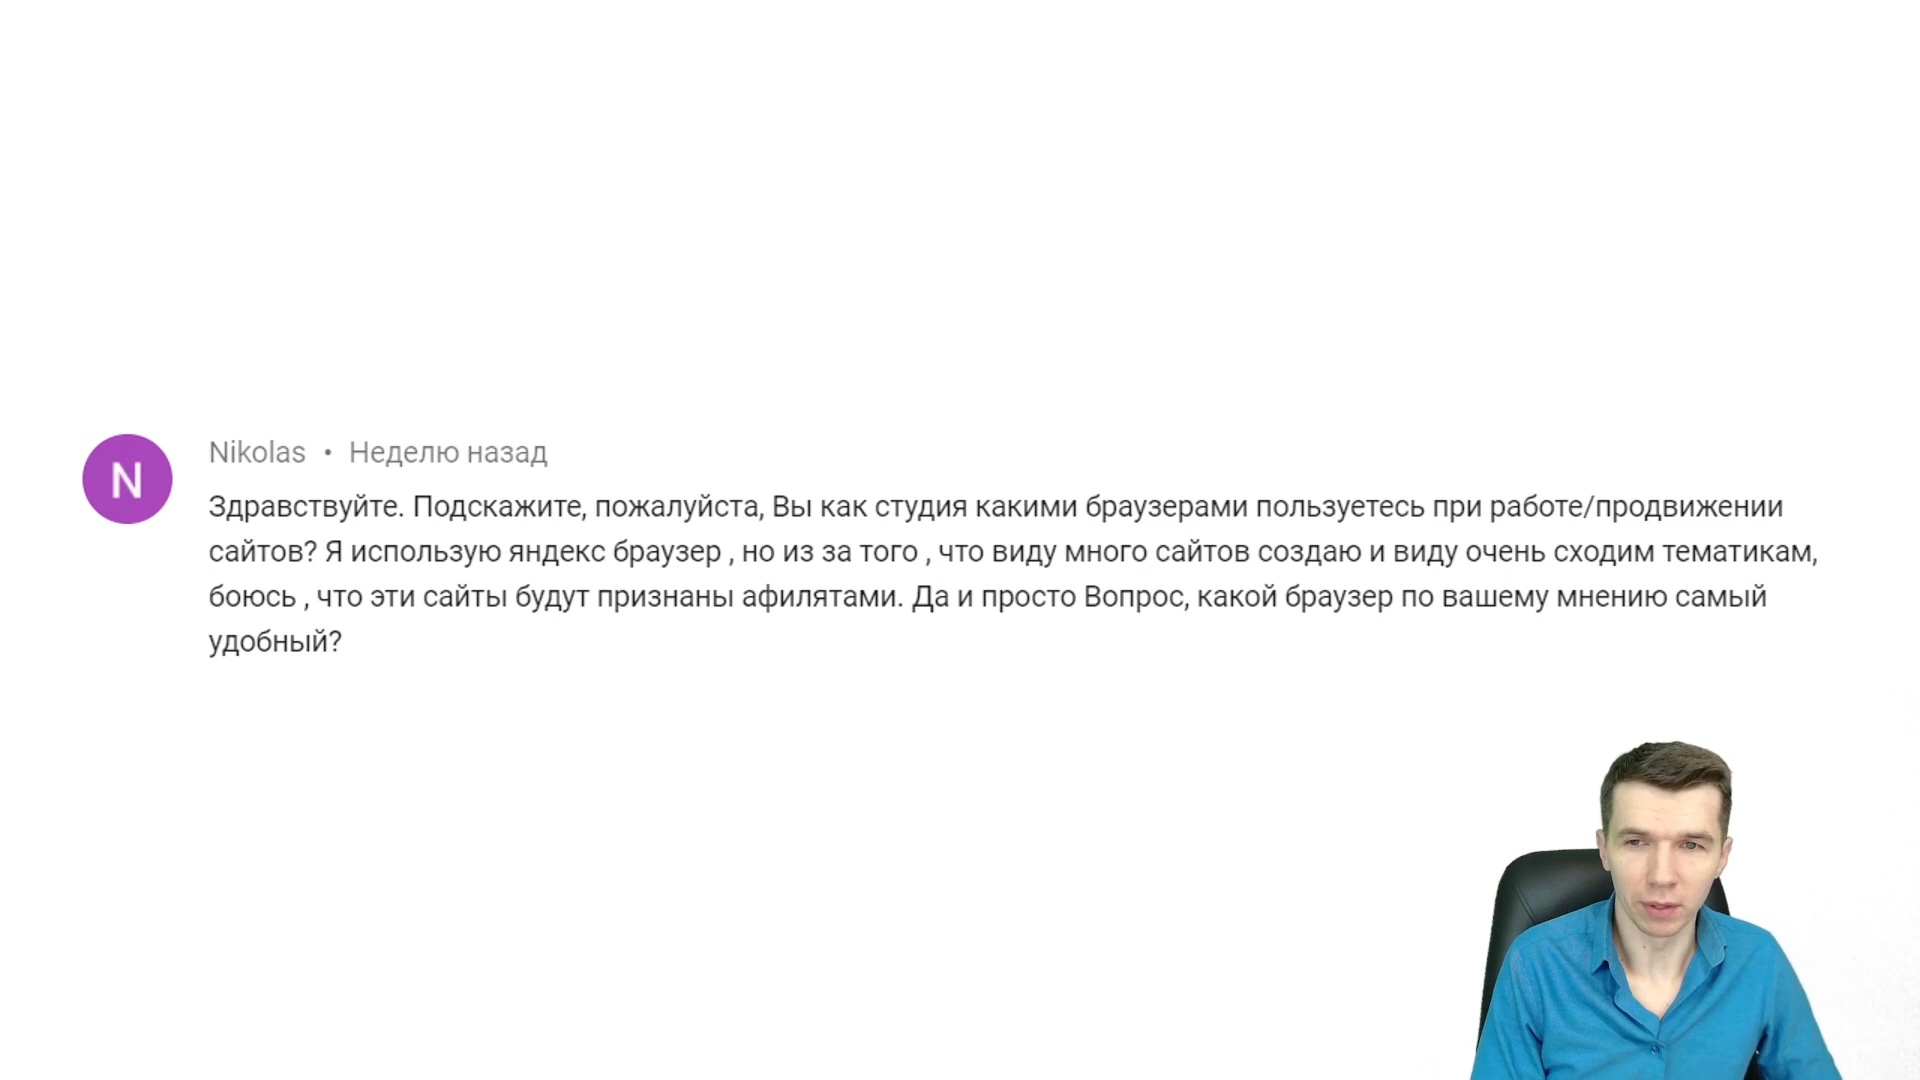 N
Nikolas • Неделю назад
Здравствуйте. Подскажите, пожалуйста, Вы как студия какими браузерами пользуетесь при работе/продвижении
сайтов? Я использую яндекс браузер , но из за того , что виду много сайтов создаю и виду очень сходим тематикам,
боюсь , что эти сайты будут признаны афилятами. Да и просто Вопрос, какой браузер по вашему мнению самый
удобный?